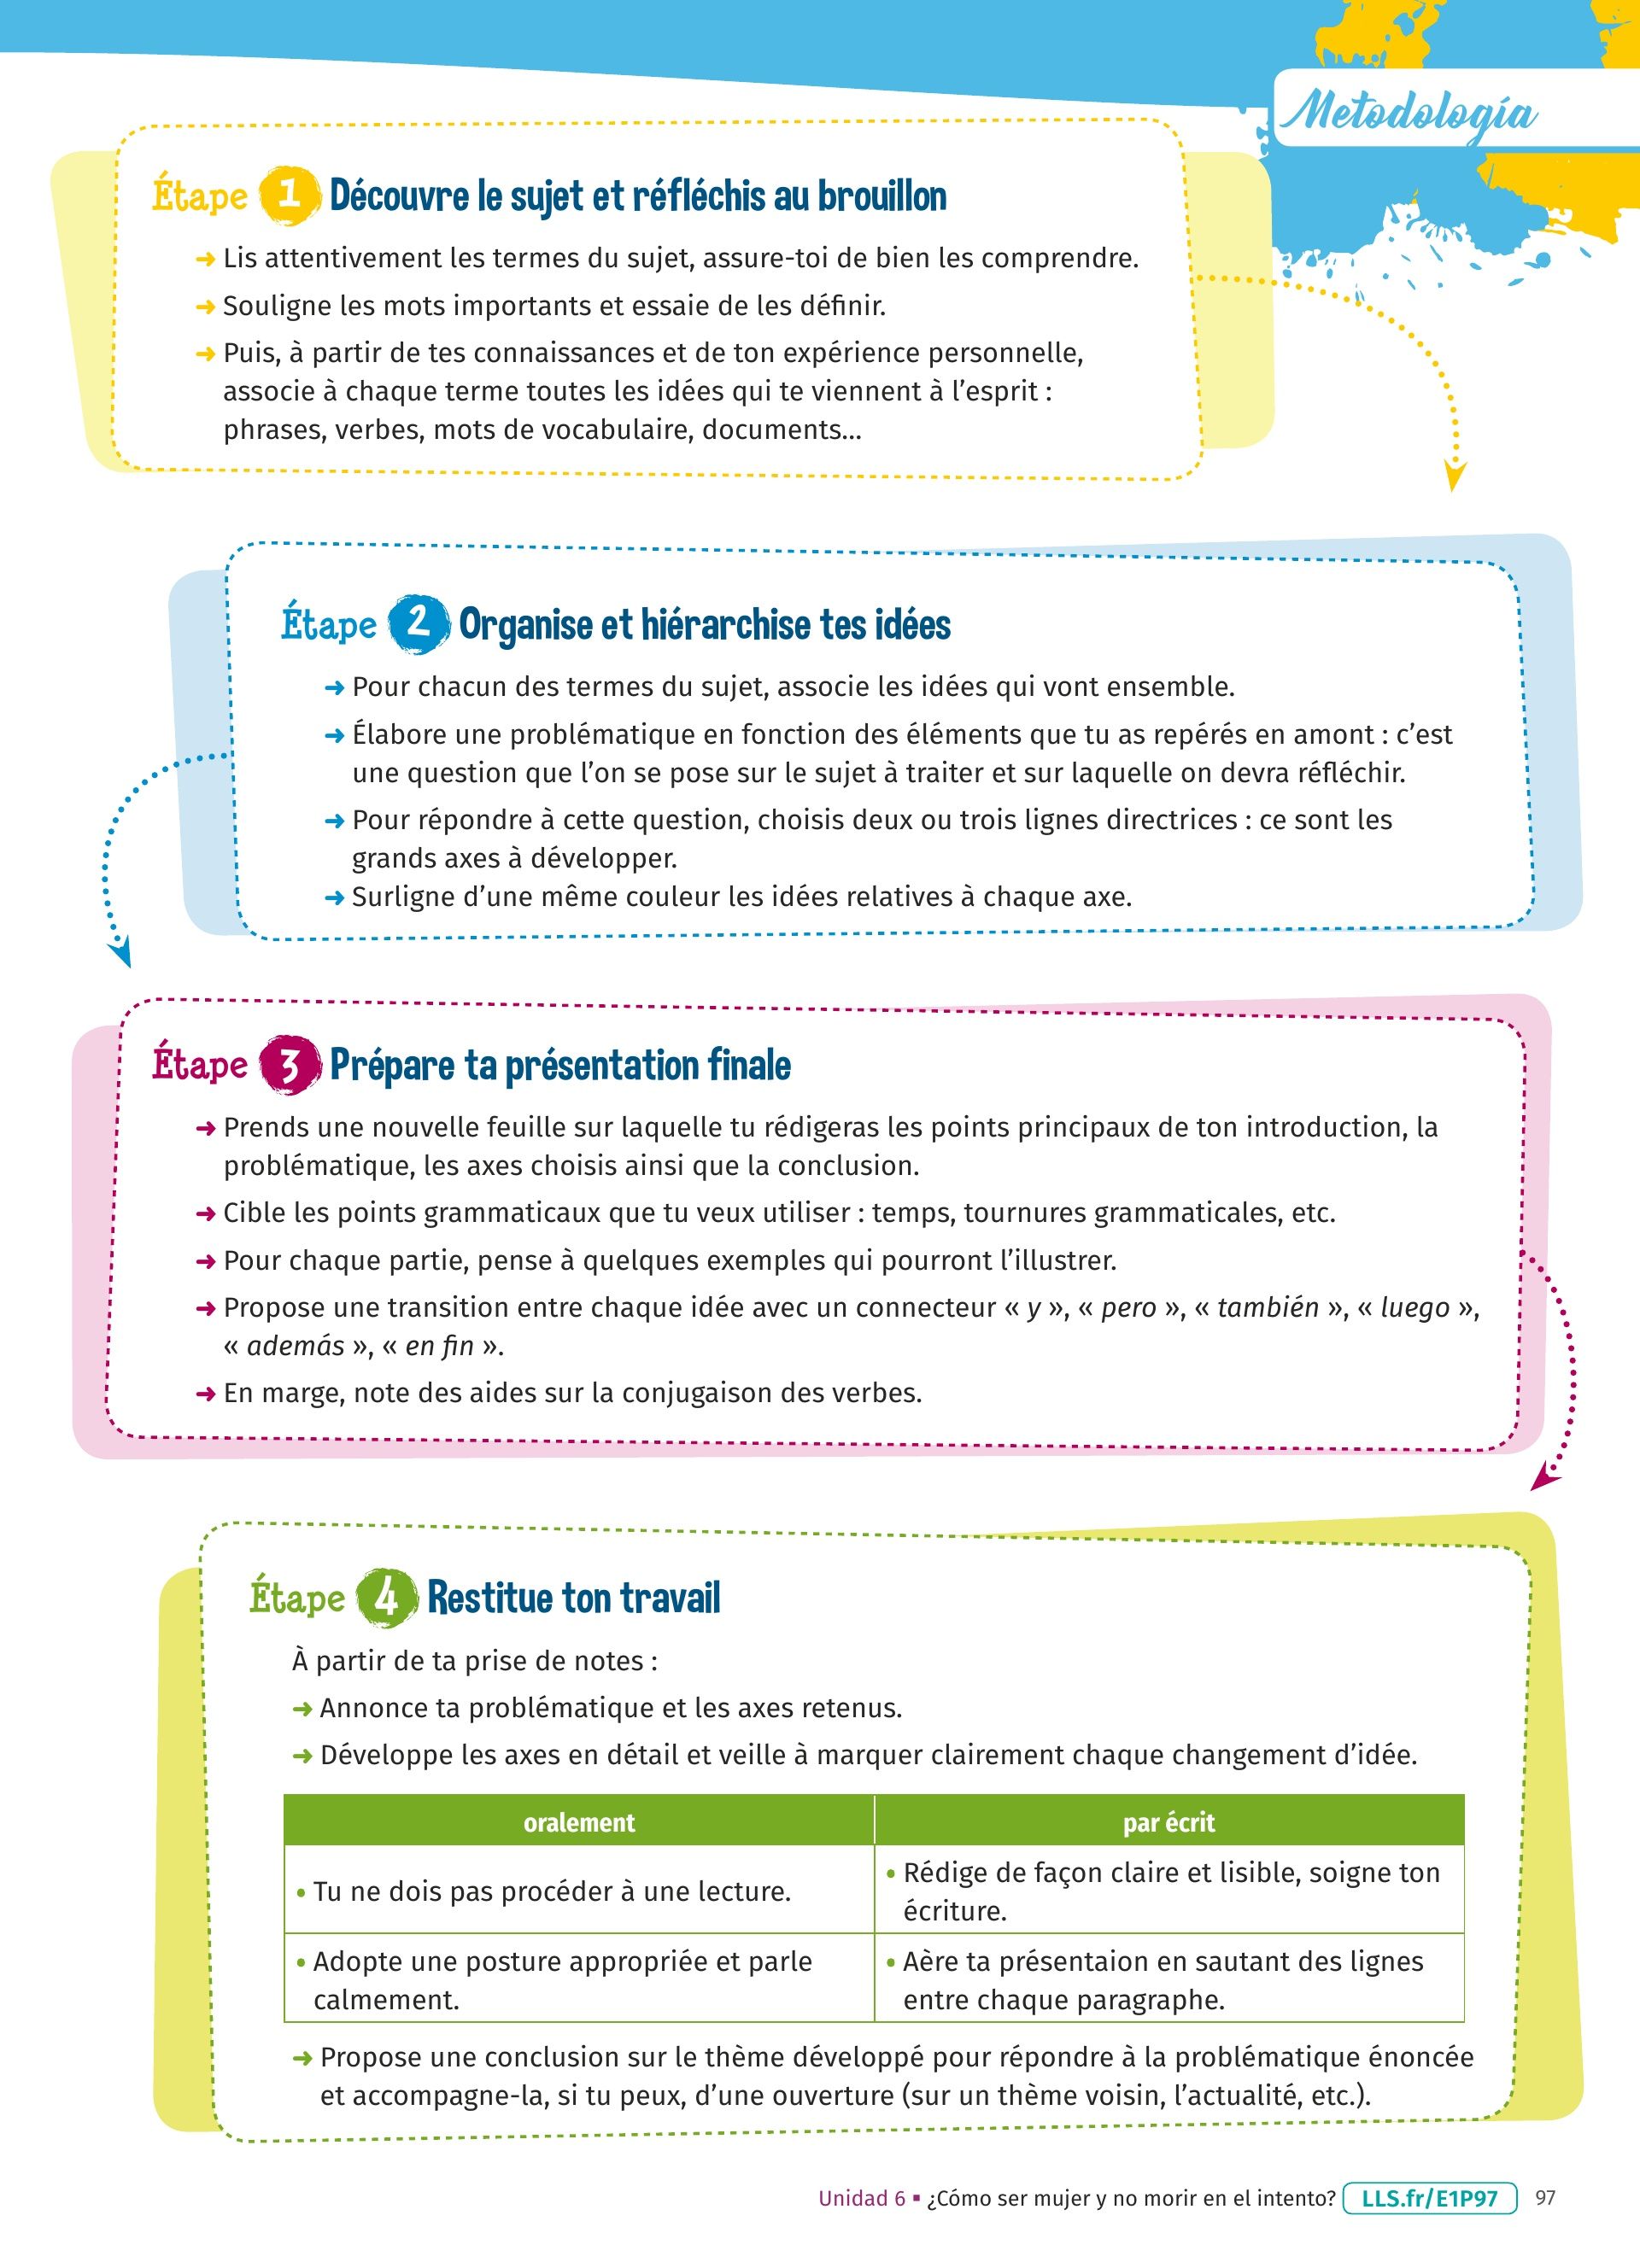 Metodología
Étape 1 Découvre le sujet et réfléchis au brouillon
➜ Lis attentivement les termes du sujet, assure-toi de bien les comprendre.
➜ Souligne les mots importants et essaie de les définir.
➜ Puis, à partir de tes connaissances et de ton expérience personnelle,
associe à chaque terme toutes les idées qui te viennent à l’esprit :
phrases, verbes, mots de vocabulaire, documents…
Étape 2 Organise et hiérarchise tes idées
➜ Pour chacun des termes du sujet, associe les idées qui vont ensemble.
➜ Élabore une problématique en fonction des éléments que tu as repérés en amont : c’est
une question que l’on se pose sur le sujet à traiter et sur laquelle on devra réfléchir.
➜ Pour répondre à cette question, choisis deux ou trois lignes directrices : ce sont les
grands axes à développer.
➜ Surligne d’une même couleur les idées relatives à chaque axe.
Étape 3 Prépare ta présentation finale
➜ Prends une nouvelle feuille sur laquelle tu rédigeras les points principaux de ton introduction, la
problématique, les axes choisis ainsi que la conclusion.
➜ Cible les points grammaticaux que tu veux utiliser : temps, tournures grammaticales, etc.
➜ Pour chaque partie, pense à quelques exemples qui pourront l’illustrer.
➜ Propose une transition entre chaque idée avec un connecteur « y », « pero », « también », « luego »,
« además », « en fin ».
➜ En marge, note des aides sur la conjugaison des verbes.
Étape 4 Restitue ton travail
À partir de ta prise de notes :
➜ Annonce ta problématique et les axes retenus.
➜ Développe les axes en détail et veille à marquer clairement chaque changement d’idée.
oralement par écrit
• Tu ne dois pas procéder à une lecture.
• Rédige de façon claire et lisible, soigne ton
écriture.
• Adopte une posture appropriée et parle
calmement.
• Aère ta présentaion en sautant des lignes
entre chaque paragraphe.
➜ Propose une conclusion sur le thème développé pour répondre à la problématique énoncée
et accompagne-la, si tu peux, d’une ouverture (sur un thème voisin, l’actualité, etc.).
Unidad 6 ▪ ¿Cómo ser mujer y no morir en el intento? LLS.fr/E1P97 97